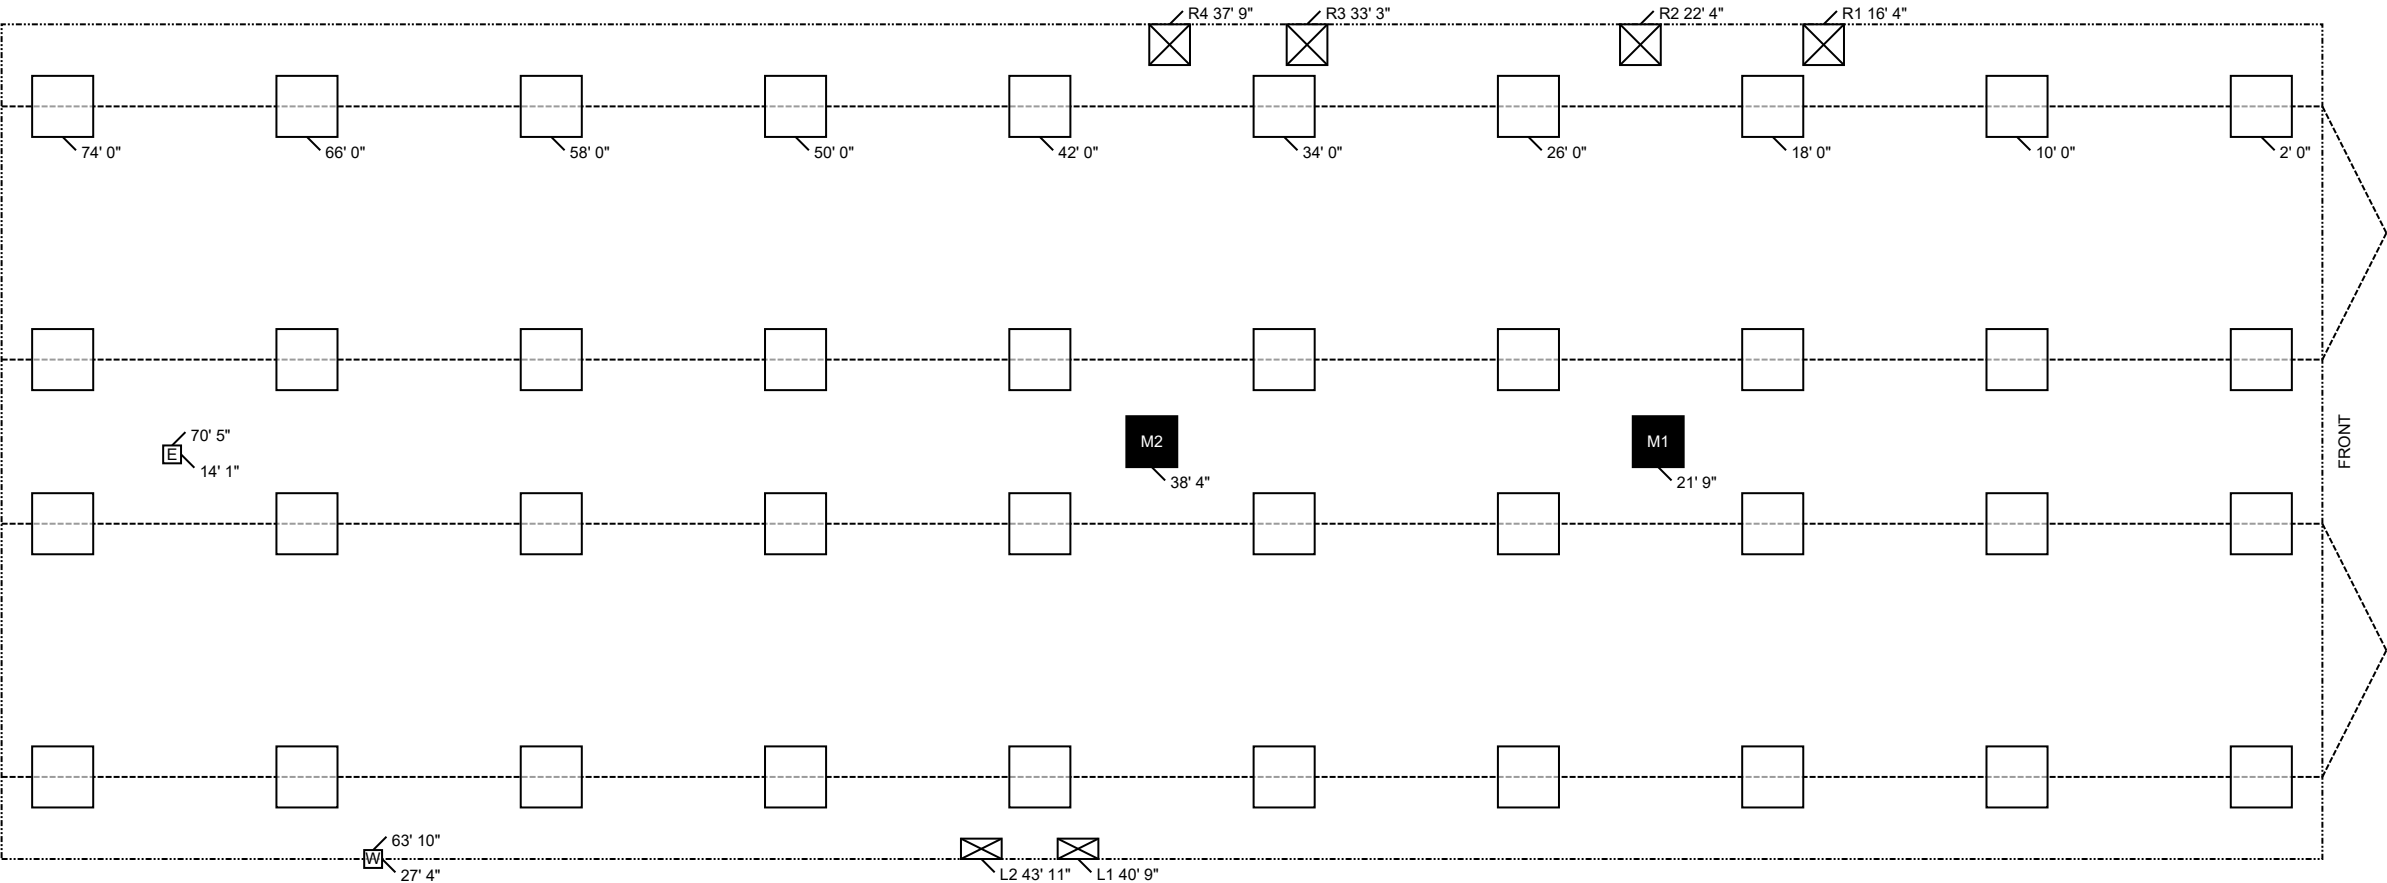 R4 37' 9"
R3 33' 3"
R2 22' 4"
R1 16' 4"
74' 0"
66' 0"
58' 0"
50' 0"
42' 0"
34' 0"
26' 0"
18' 0"
10' 0"
2' 0"
E
70' 5"
14' 1"
M2
38' 4"
M1
21' 9"
FRONT
W
63' 10"
27' 4"
L2 43' 11"
L1 40' 9"